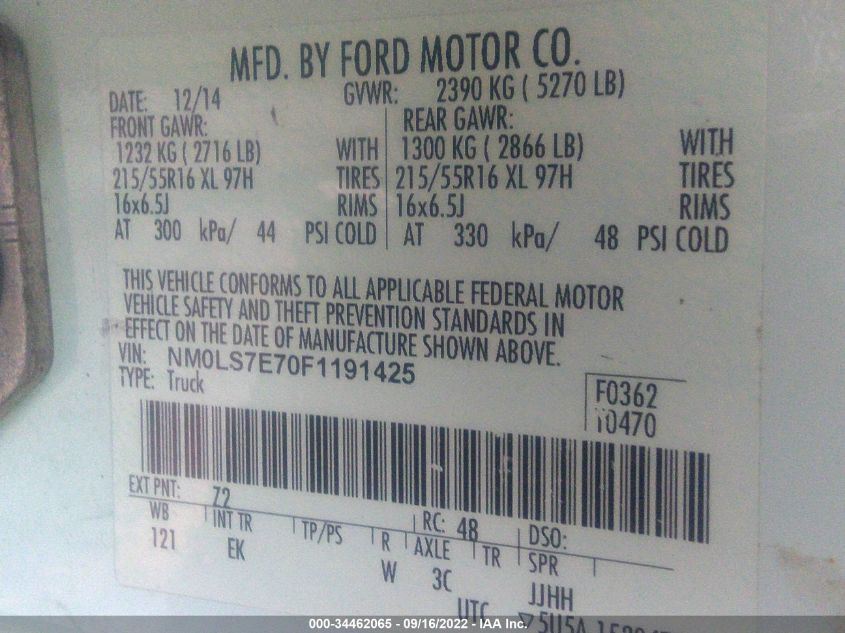 MFD. BY FORD MOTOR CO.
DATE: 12/14 GVWR: 2390 KG ( 5270 LB)
FRONT GAWR: REAR GAWR:
1232 KG ( 2716 LB) WITH 1300 KG ( 2866 LB) WITH
215/55R16 XL 97H TIRES 215/55R16 XL 97H TIRES
16x6.5J RIMS 16x6.5J RIMS
AT 300 kPa/ 44 PSI COLD AT 330 kPa/ 48 PSI COLD
THIS VEHICLE CONFORMS TO ALL APPLICABLE FEDERAL MOTOR
VEHICLE SAFETY AND THEFT PREVENTION STANDARDS IN
EFFECT ON THE DATE OF MANUFACTURE SHOWN ABOVE.
VIN: NM0LS7E70F1191425
TYPE: Truck
F0362
T0470
EXT PNT: Z2 RC: 48 DSO:
WB INT TR TP/PS R AXLE TR SPR
121 EK W 3C JJHH
UTC
000-34462065 - 09/16/2022 - IAA Inc.